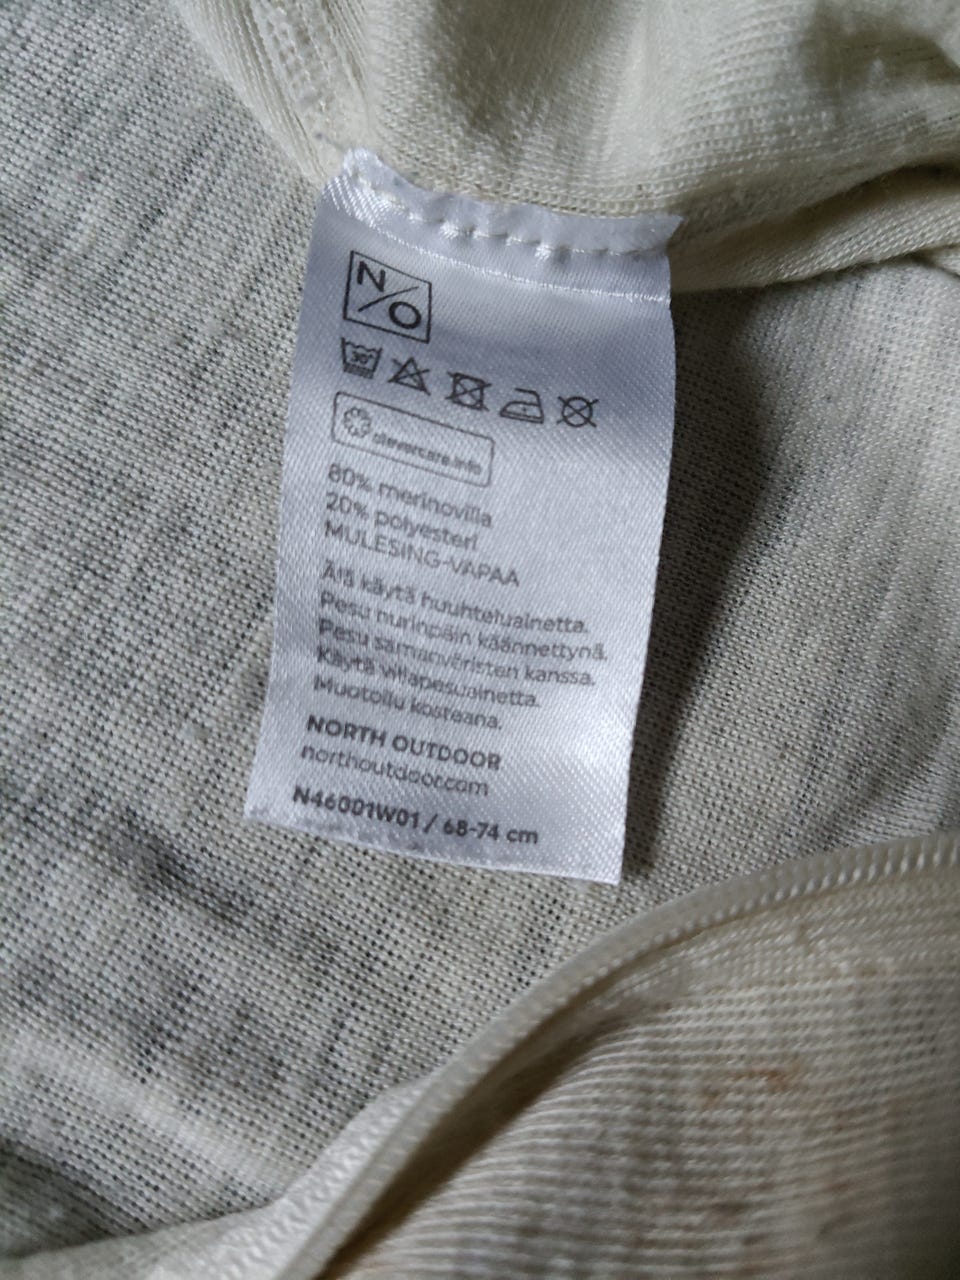 N/O
30°
clevercare.info
80% merinovilla
20% polyesteri
MULESING-VAPAA
Älä käytä huuhteluainetta.
Pesu nurinpäin käännettynä.
Pesu samanväristen kanssa.
Käytä villapesuainetta.
Muotoilu kosteana.
NORTH OUTDOOR
northoutdoor.com
N46001W01 / 68-74 cm